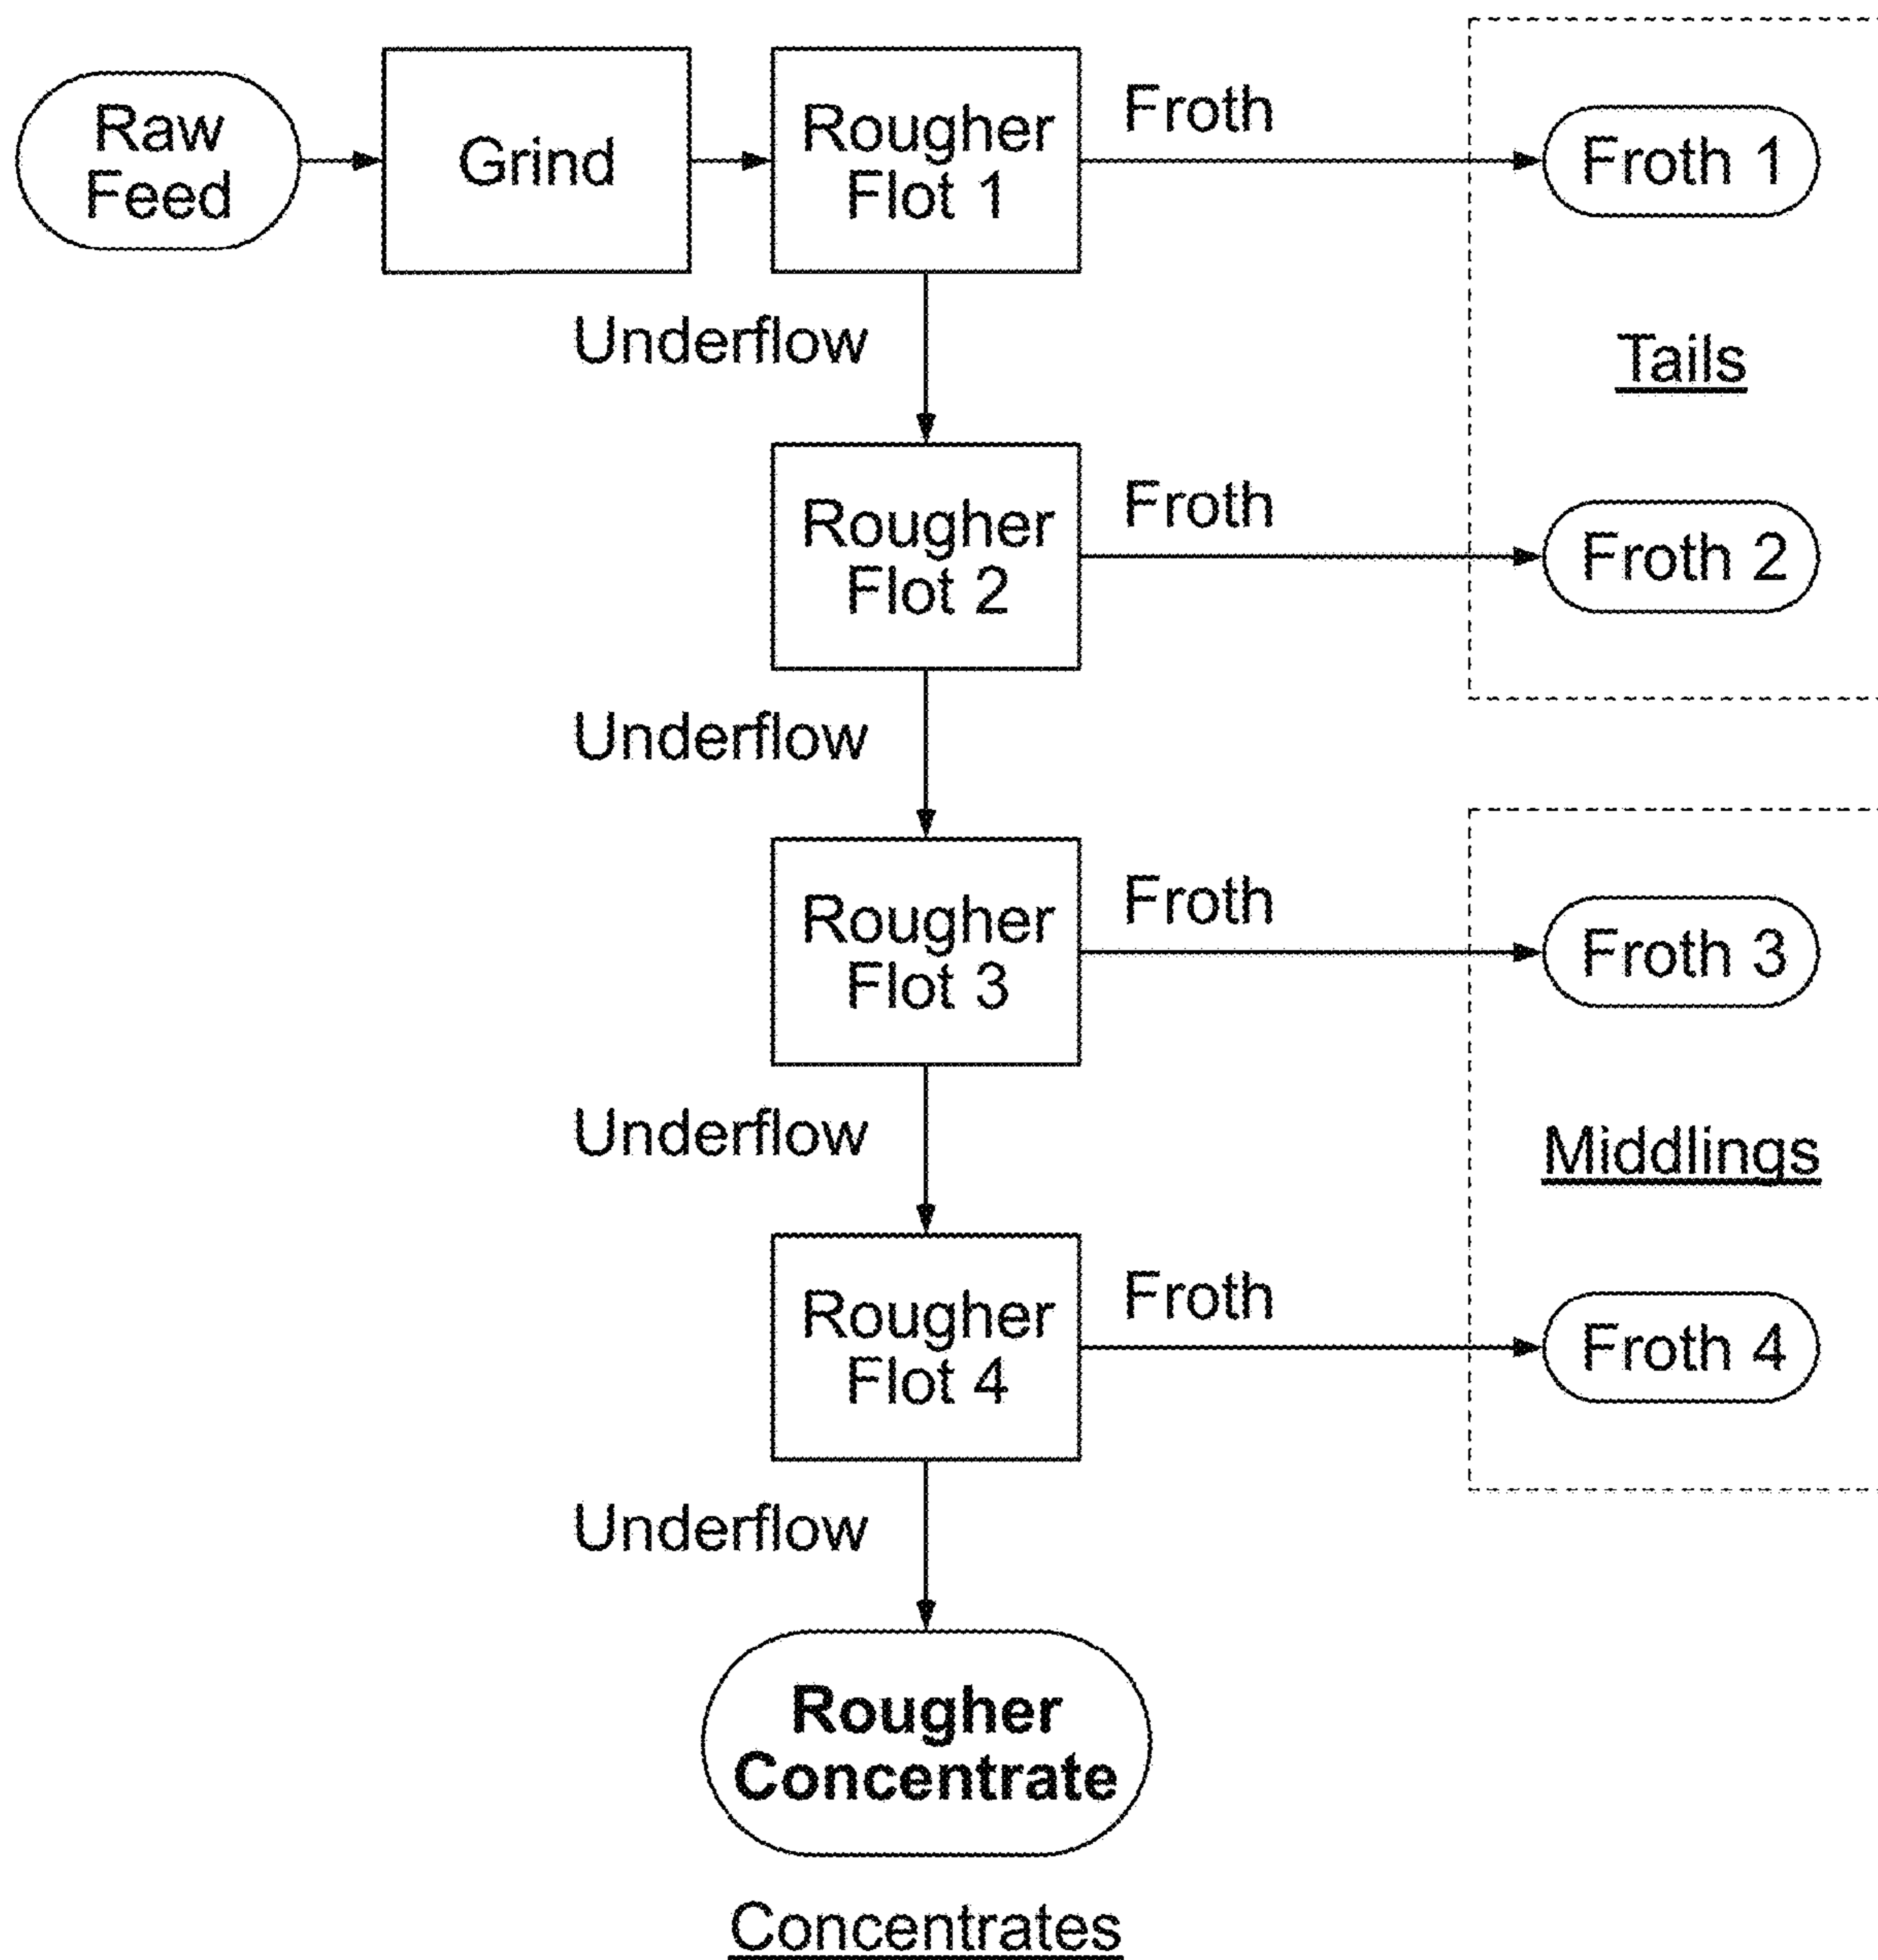 Raw
Feed
Grind
Rougher
Flot 1
Froth
Froth 1
Underflow
Tails
Rougher
Flot 2
Froth
Froth 2
Underflow
Rougher
Flot 3
Froth
Froth 3
Underflow
Middlings
Rougher
Flot 4
Froth
Froth 4
Underflow
Rougher
Concentrate
Concentrates